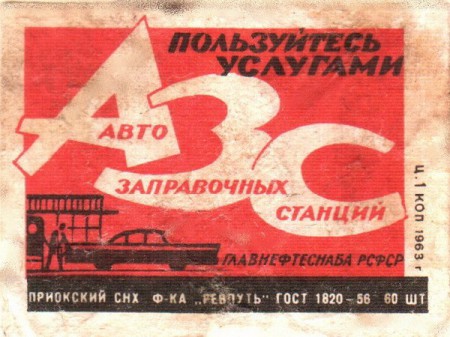 ПОЛЬЗУЙТЕСЬ
УСЛУГАМИ
АЗС
АВТО
ЗАПРАВОЧНЫХ
СТАНЦИЙ
ГЛАВНЕФТЕСНАБА РСФСР
Ц. 1 КОП 1963 г
ПРИОКСКИЙ СНХ Ф-КА „РЕВПУТЬ" ГОСТ 1820-56 60 ШТ